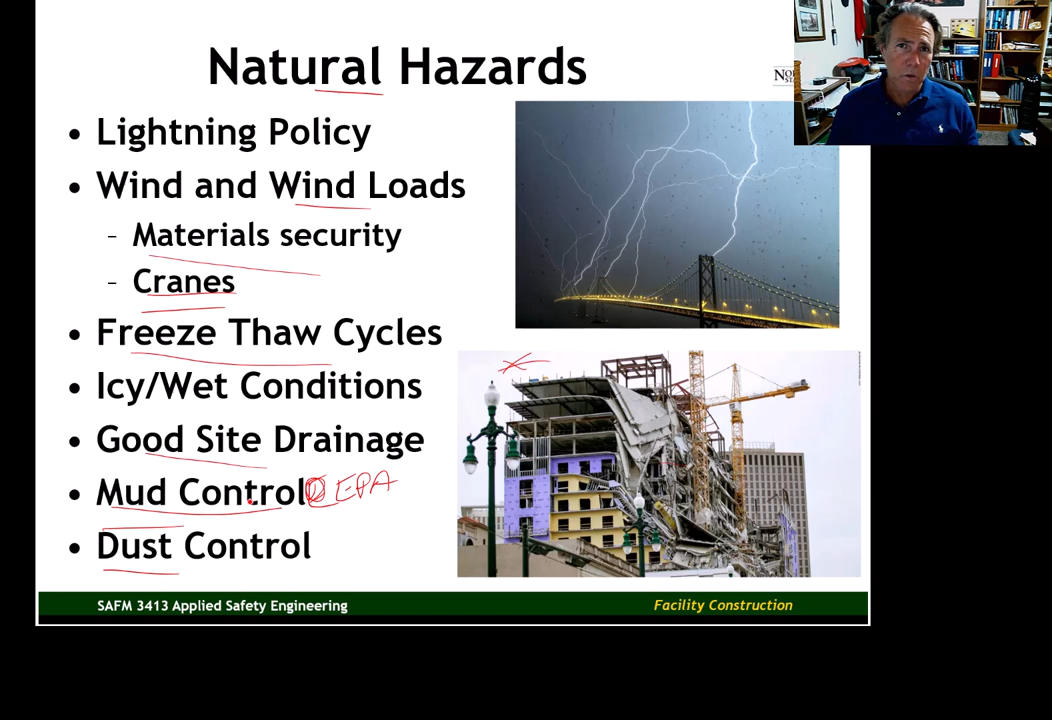 Natural Hazards
• Lightning Policy
• Wind and Wind Loads
– Materials security
– Cranes
• Freeze Thaw Cycles
• Icy/Wet Conditions
• Good Site Drainage
• Mud Control EPA
• Dust Control
SAFM 3413 Applied Safety Engineering
Facility Construction